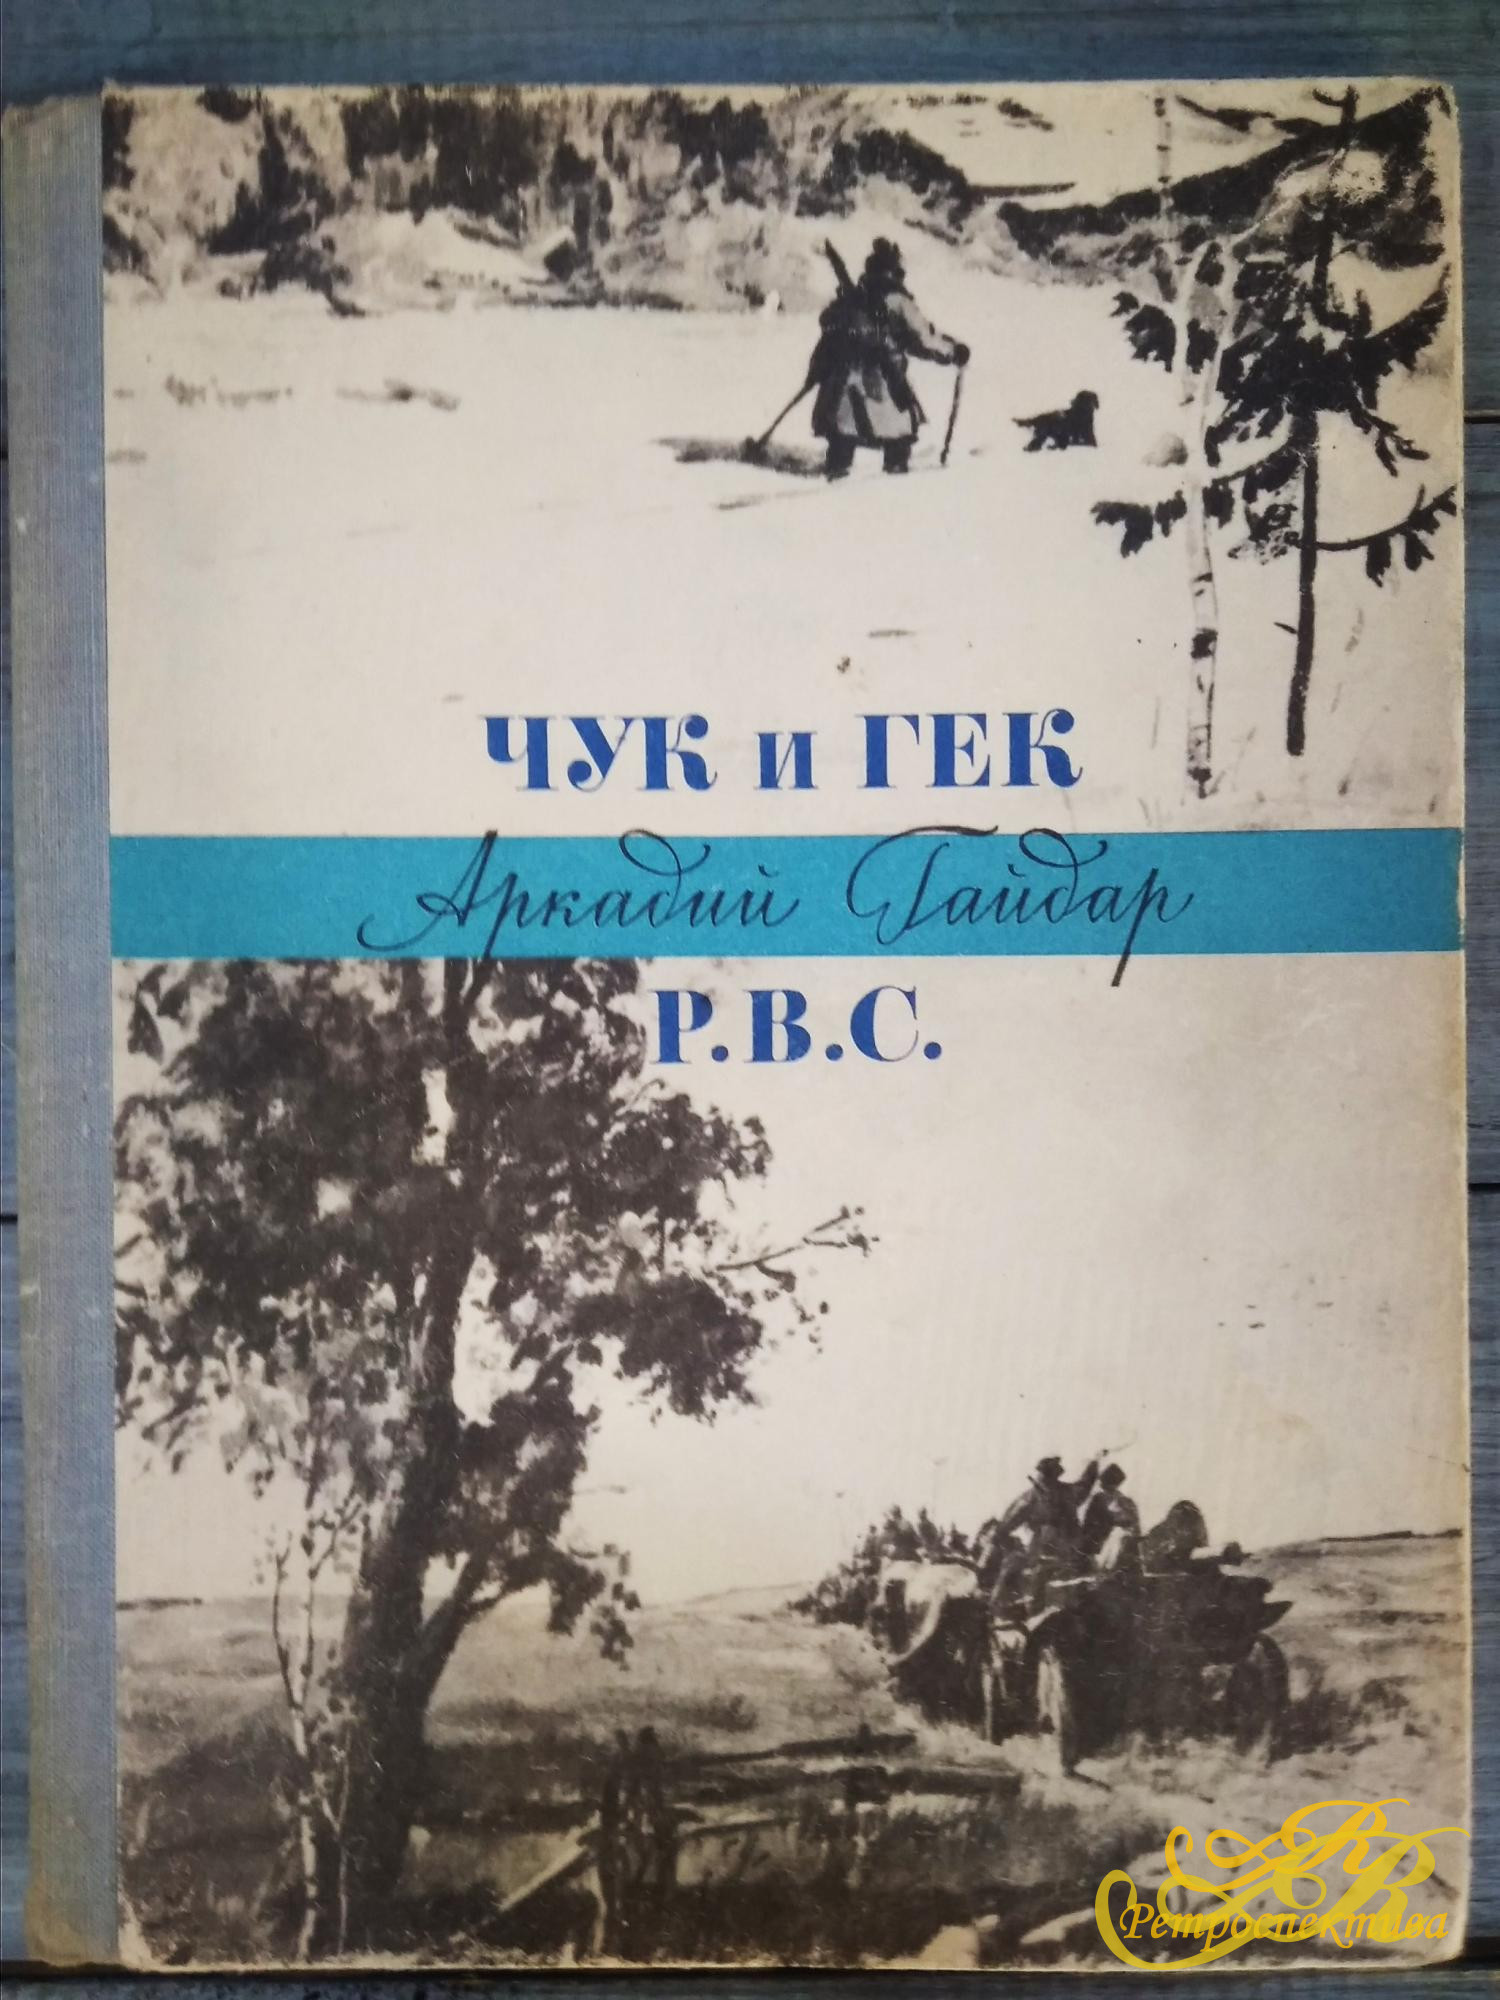 ЧУК и ГЕК
Аркадий Гайдар
Р.В.С.
Ретроспектива